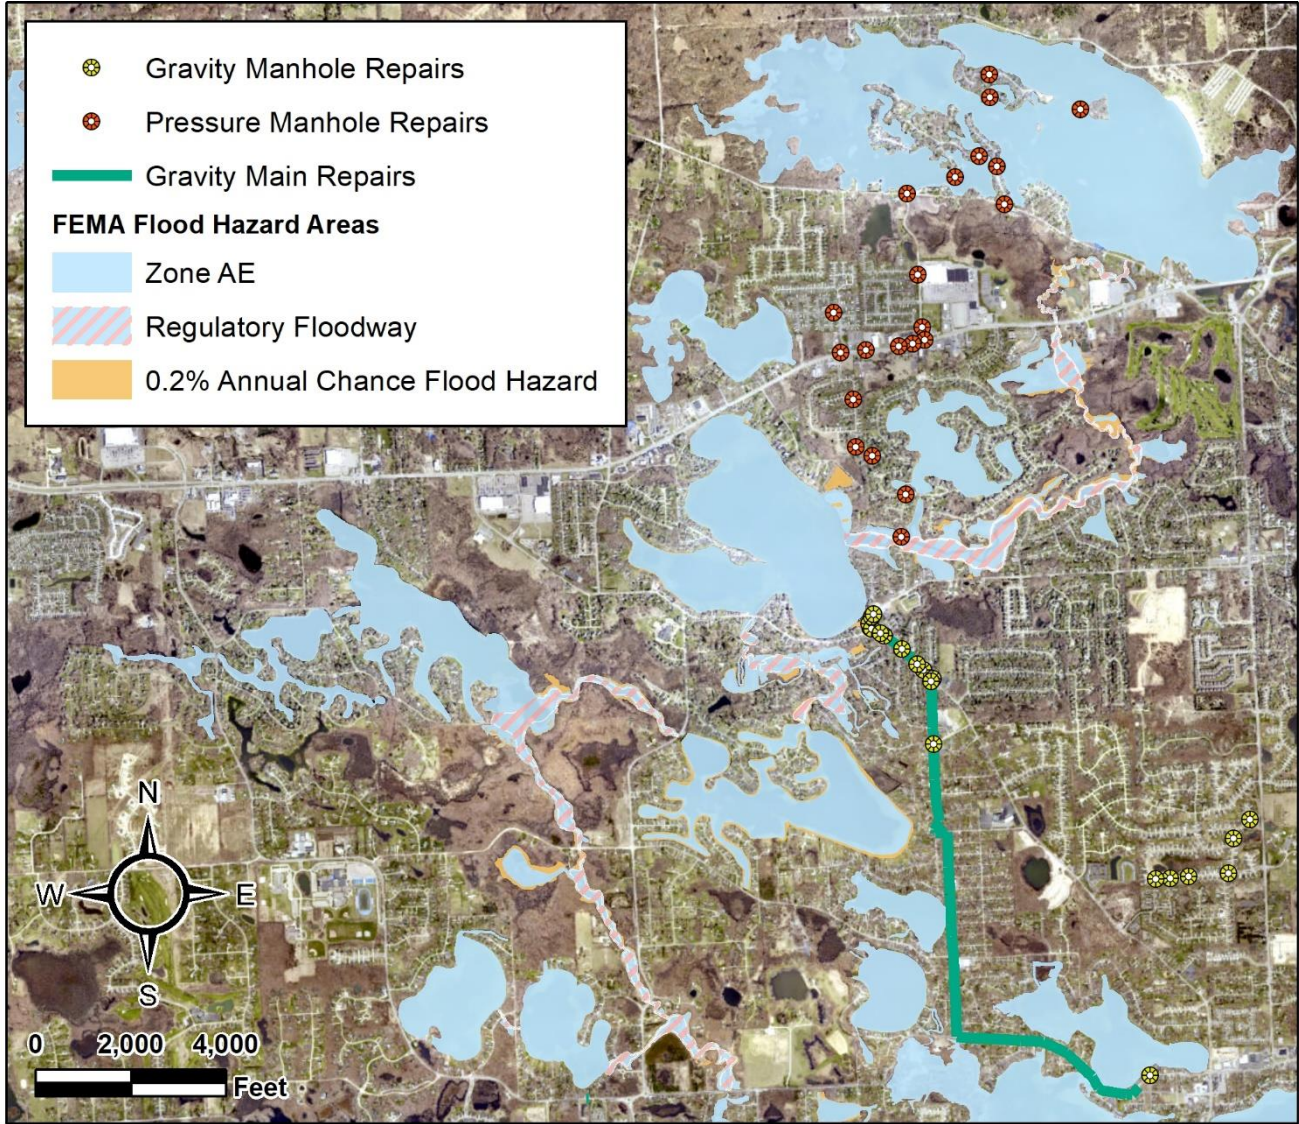 Gravity Manhole Repairs
Pressure Manhole Repairs
Gravity Main Repairs
FEMA Flood Hazard Areas
Zone AE
Regulatory Floodway
0.2% Annual Chance Flood Hazard
N
W E
S
0 2,000 4,000
Feet